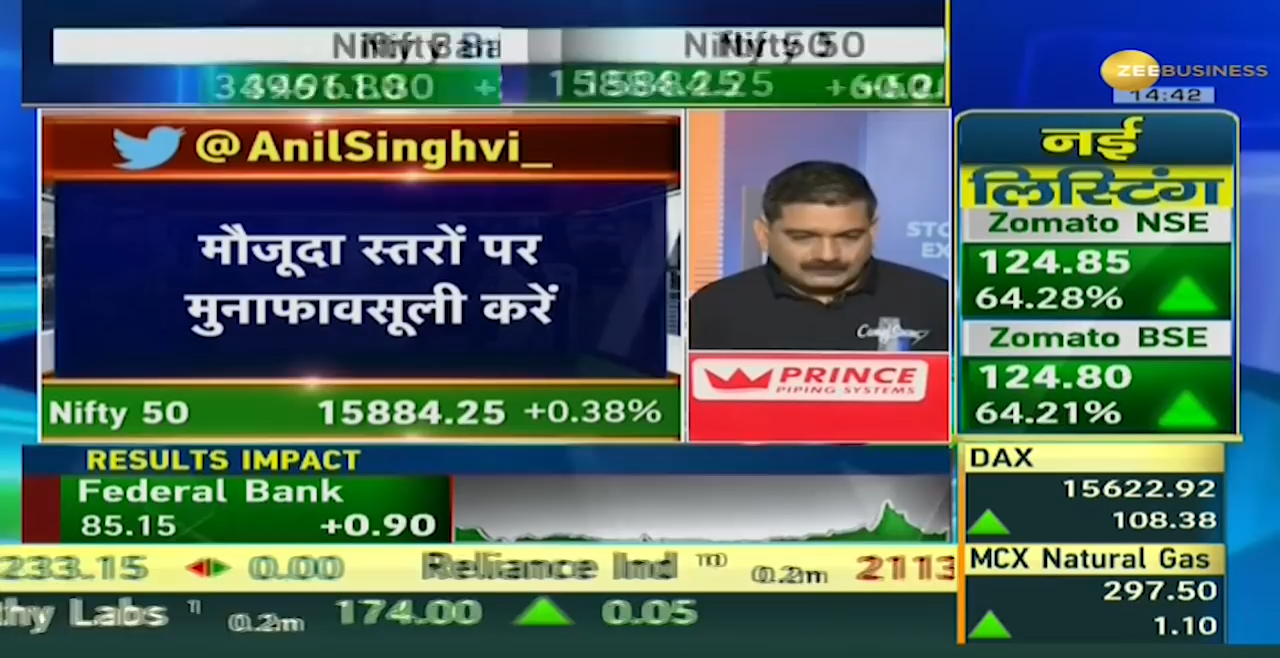 Nifty 50
ZEEBUSINESS
14:42
@AnilSinghvi_
मौजूदा स्तरों पर
मुनाफावसूली करें
Nifty 50 15884.25 +0.38%
PRINCE
PIPING SYSTEMS
नई
लिस्टिंग
Zomato NSE
124.85
64.28%
Zomato BSE
124.80
64.21%
RESULTS IMPACT
Federal Bank
85.15 +0.90
DAX
15622.92
108.38
MCX Natural Gas
297.50
1.10
233.15 0.00 Reliance Ind 0.2m 2113
Labs 0.2m 174.00 0.05